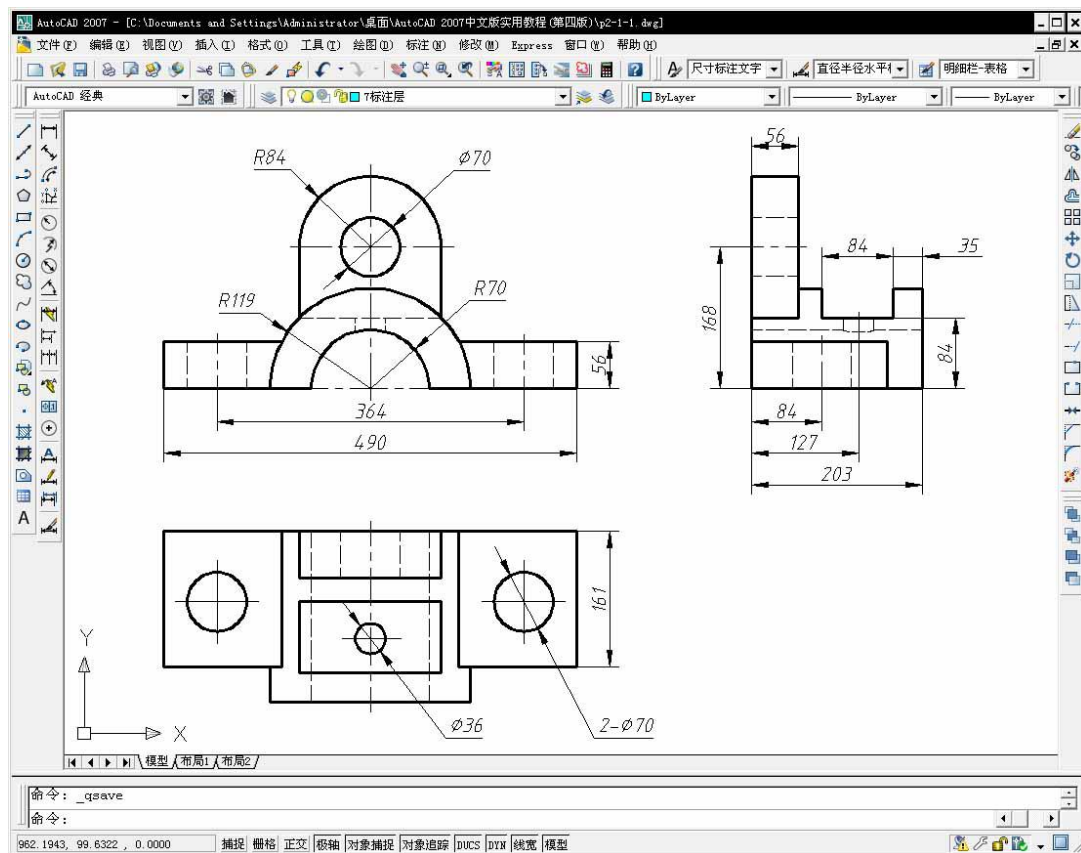 AutoCAD 2007 - [C:\Documents and Settings\Administrator\桌面\AutoCAD 2007中文版实用教程(第四版)\p2-1-1.dwg]
文件(F) 编辑(E) 视图(V) 插入(I) 格式(O) 工具(T) 绘图(D) 标注(N) 修改(M) Express 窗口(W) 帮助(H)
尺寸标注文字 直径半径水平 明细栏-表格
AutoCAD 经典 7标注层 ByLayer ByLayer ByLayer
R84
φ70
R119
R70
56
364
490
56
84
35
168
84
84
127
203
161
φ36
2-φ70
Y
X
A
模型 布局1 布局2
命令: _qsave
命令:
962.1943, 99.6322 , 0.0000 捕捉 栅格 正交 极轴 对象捕捉 对象追踪 DUCS DYN 线宽 模型